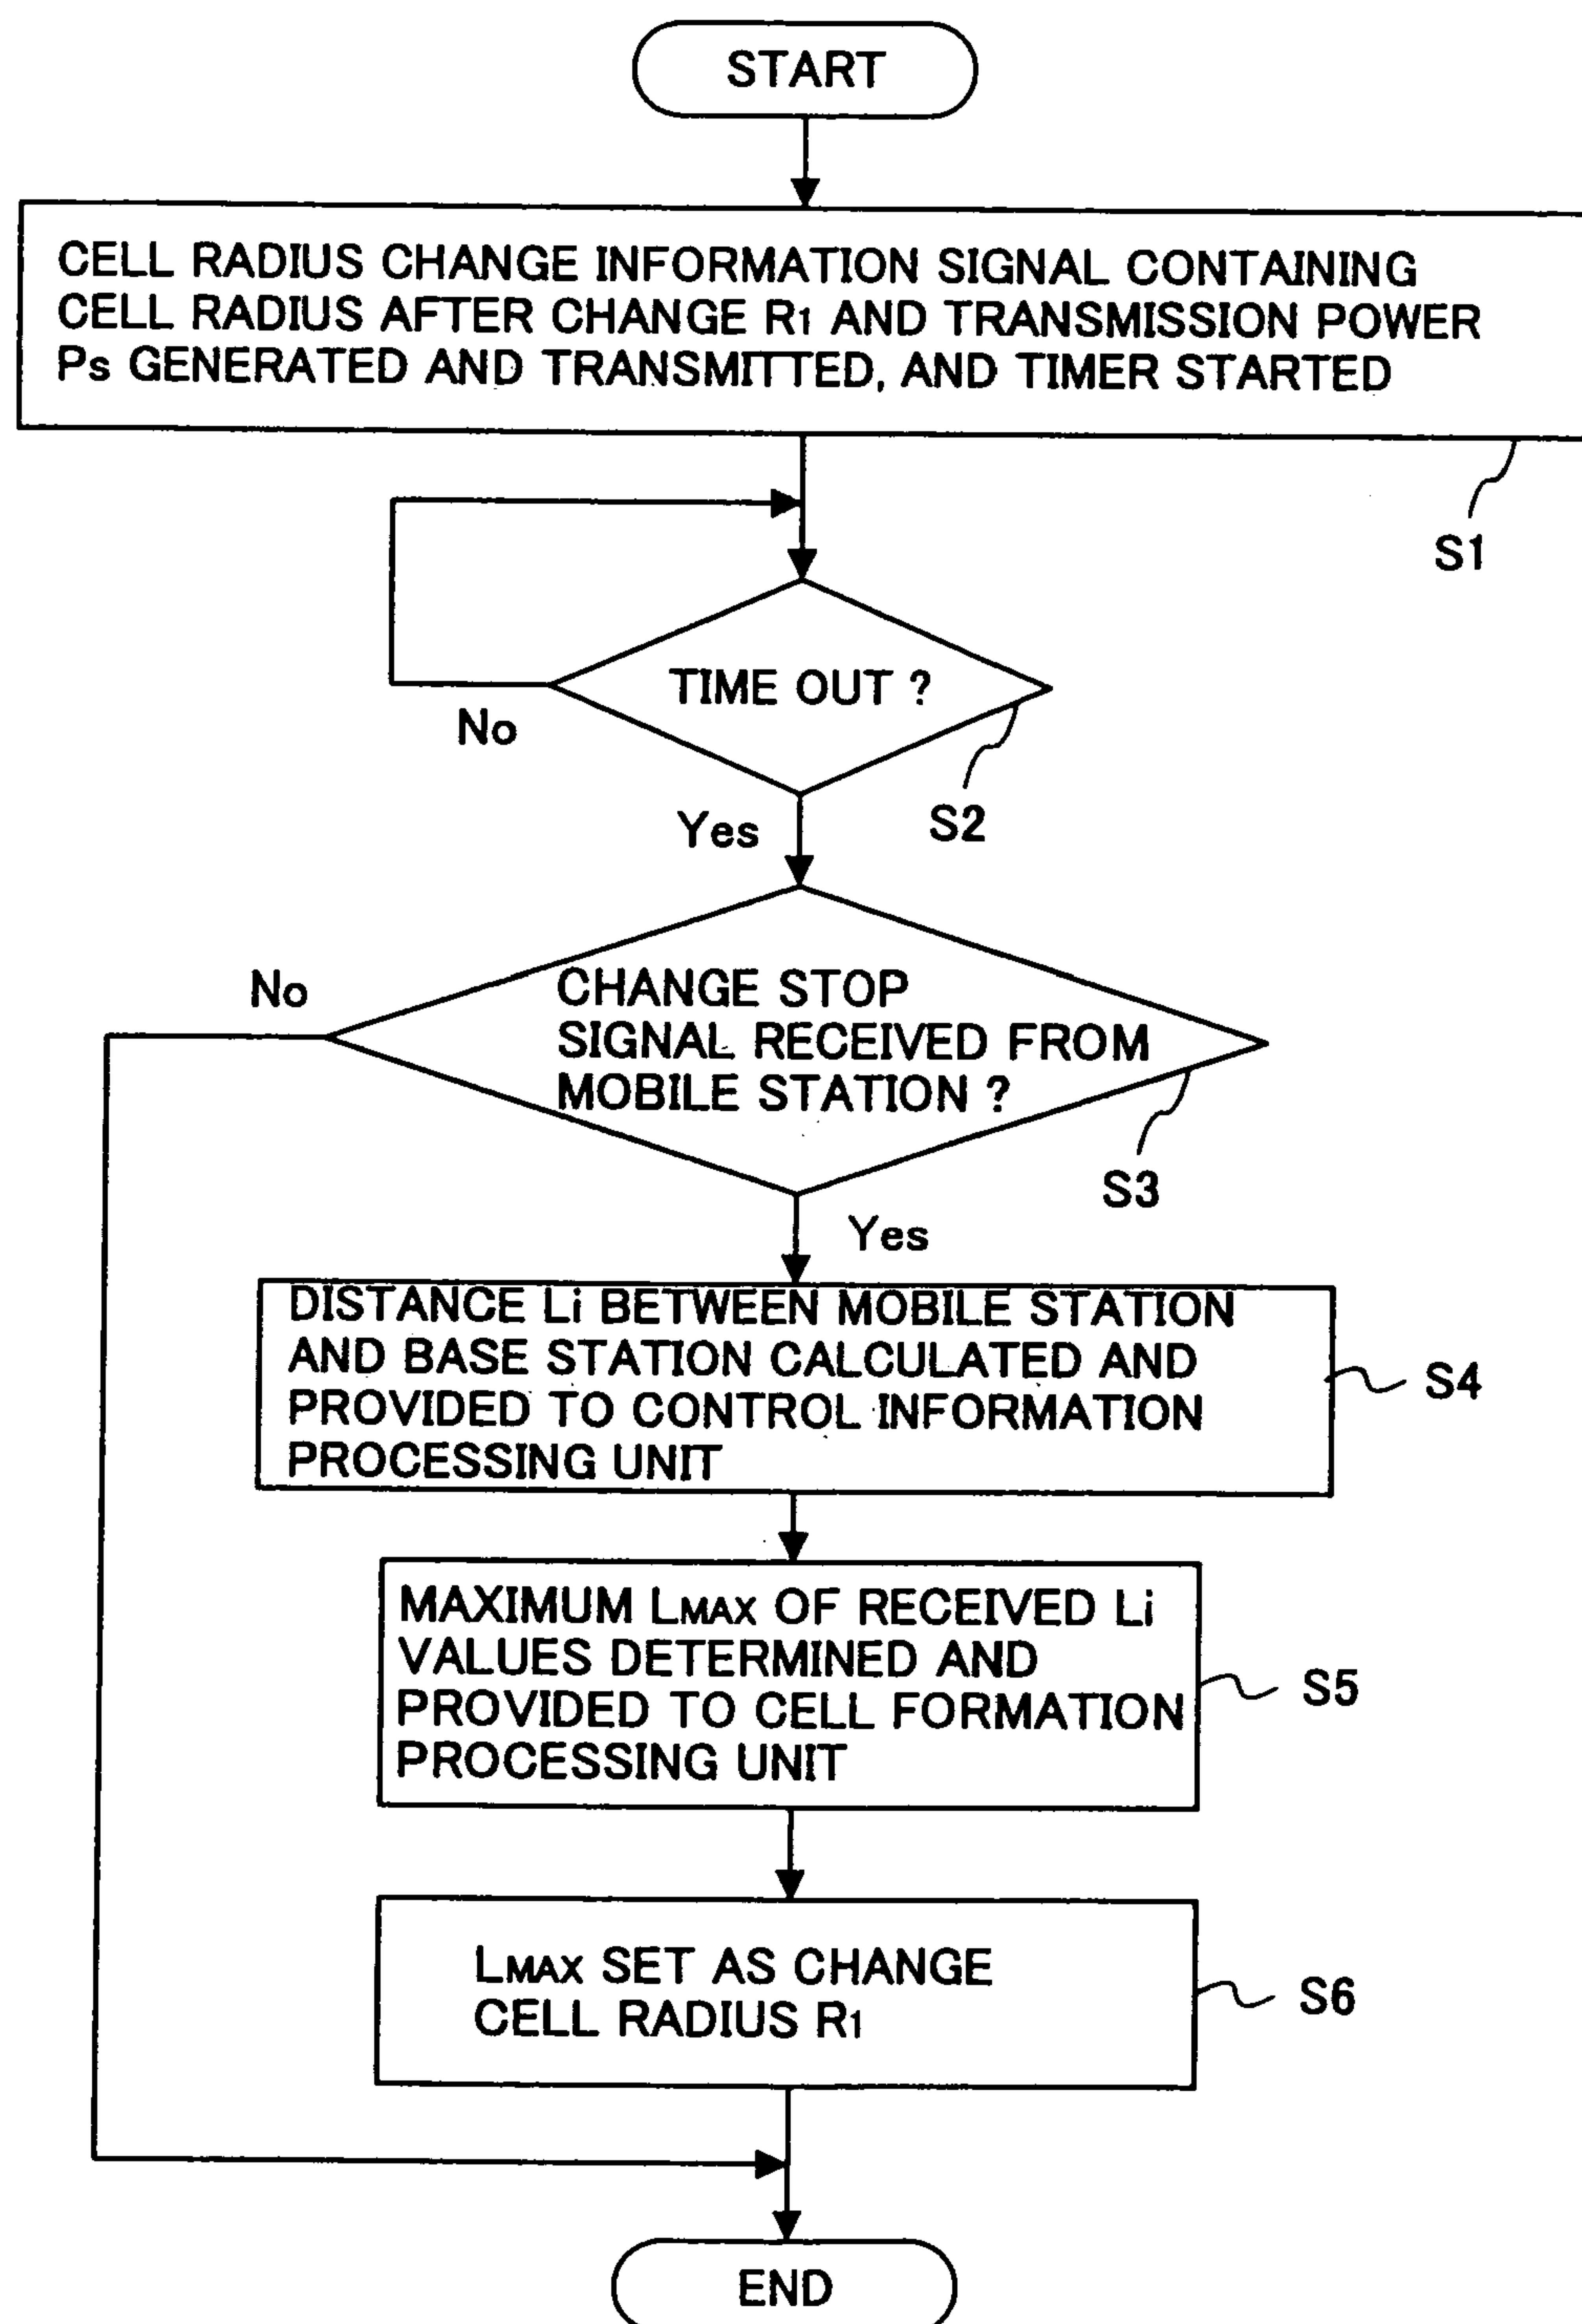 START
CELL RADIUS CHANGE INFORMATION SIGNAL CONTAINING
CELL RADIUS AFTER CHANGE R1 AND TRANSMISSION POWER
Ps GENERATED AND TRANSMITTED, AND TIMER STARTED
S1
TIME OUT ?
No
S2
Yes
No
CHANGE STOP
SIGNAL RECEIVED FROM
MOBILE STATION ?
S3
Yes
DISTANCE Li BETWEEN MOBILE STATION
AND BASE STATION CALCULATED AND
PROVIDED TO CONTROL INFORMATION
PROCESSING UNIT
S4
MAXIMUM LMAX OF RECEIVED Li
VALUES DETERMINED AND
PROVIDED TO CELL FORMATION
PROCESSING UNIT
S5
LMAX SET AS CHANGE
CELL RADIUS R1
S6
END